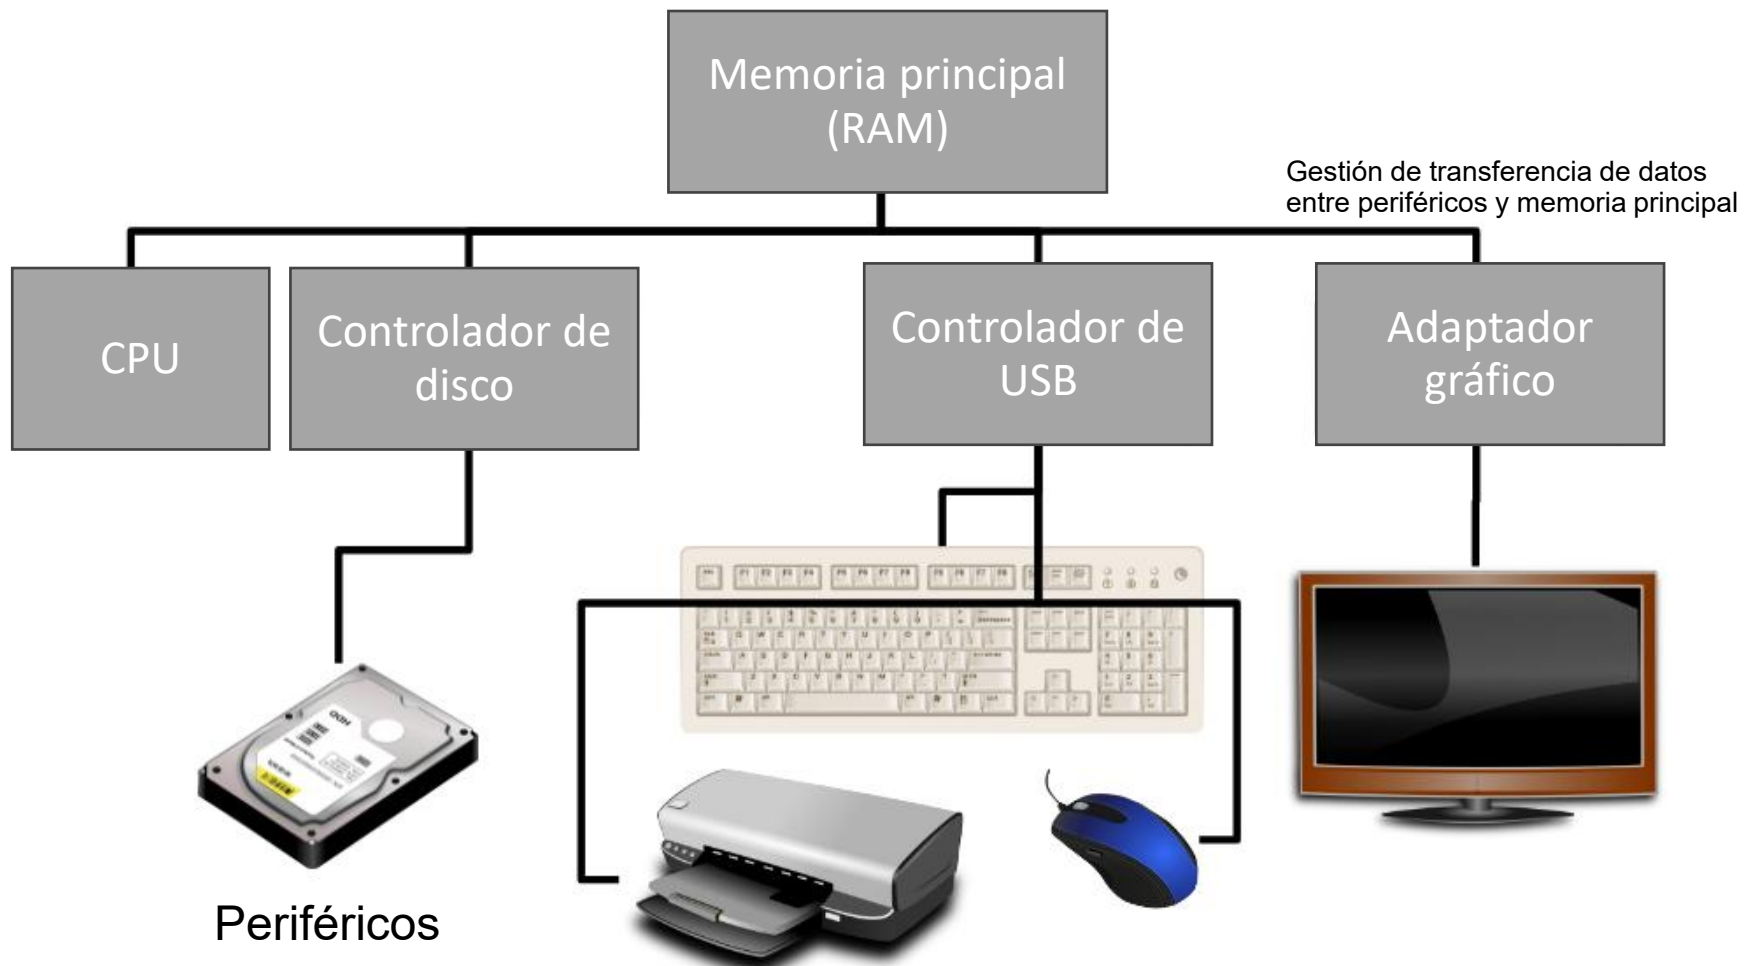 Memoria principal
(RAM)
Gestión de transferencia de datos
entre periféricos y memoria principal
CPU
Controlador de
disco
Controlador de
USB
Adaptador
gráfico
HDD
Periféricos